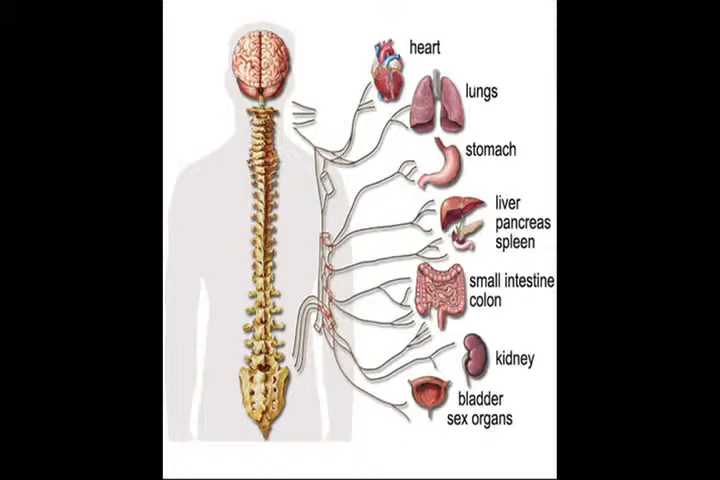 heart
lungs
stomach
liver
pancreas
spleen
small intestine
colon
kidney
bladder
sex organs